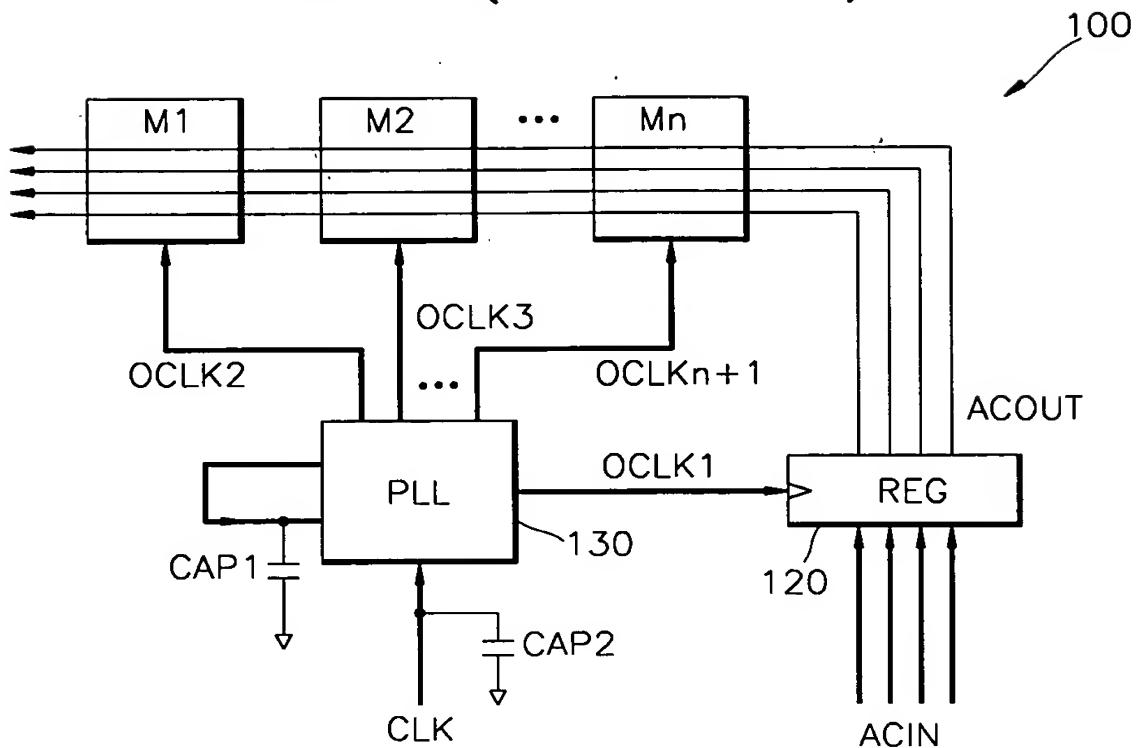 100
M1
M2
...
Mn
OCLK2
OCLK3
...
OCLKn+1
ACOUT
PLL
OCLK1
REG
130
120
CAP1
CAP2
CLK
ACIN